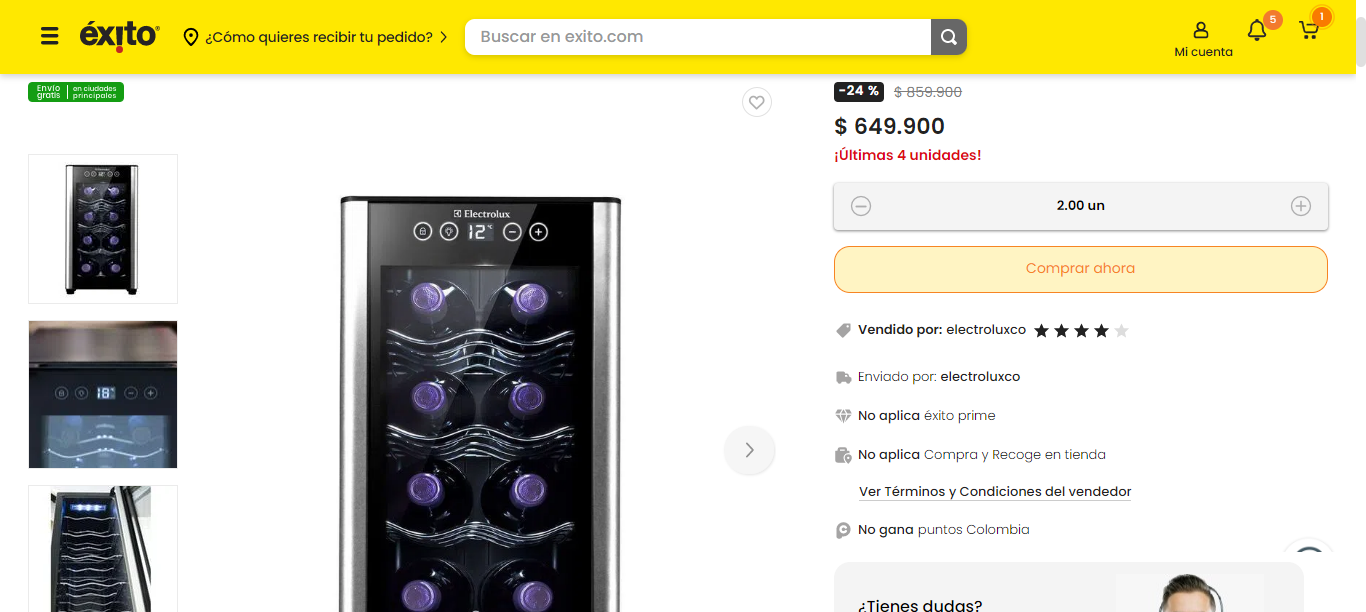 éxito
¿Cómo quieres recibir tu pedido?
Buscar en exito.com
Mi cuenta
5
1
Envío gratis
en ciudades principales
-24 %
$ 859.900
$ 649.900
¡Últimas 4 unidades!
2.00 un
Comprar ahora
Vendido por: electroluxco
Enviado por: electroluxco
No aplica éxito prime
No aplica Compra y Recoge en tienda
Ver Términos y Condiciones del vendedor
No gana puntos Colombia
¿Tienes dudas?
Electrolux
12°C
18°